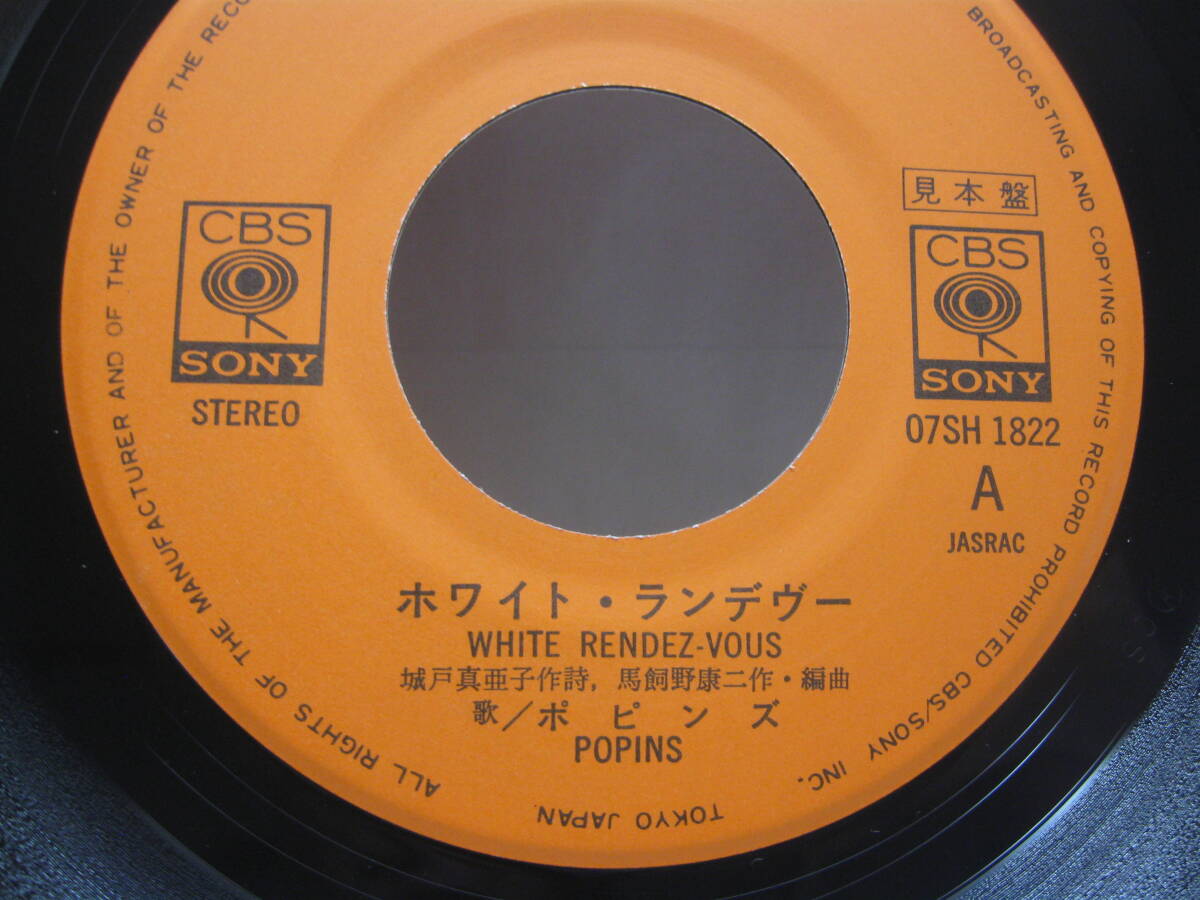 ALL RIGHTS OF THE MANUFACTURER AND OF THE OWNER OF THE
BROADCASTING AND COPYING OF THIS RECORD PROHIBITED CBS/SONY INC.
TOKYO JAPAN
CBS
SONY
STEREO
見本盤
CBS
SONY
07SH 1822
A
JASRAC
ホワイト・ランデヴー
WHITE RENDEZ-VOUS
城戸真亜子作詩，馬飼野康二作・編曲
歌／ポピンズ
POPINS